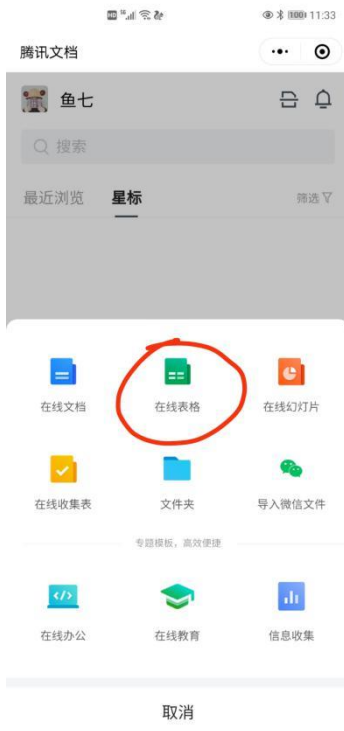 HD 11:33
腾讯文档
鱼七
搜索
最近浏览 星标 筛选
在线文档 在线表格 在线幻灯片
在线收集表 文件夹 导入微信文件
专题模板，高效便捷
在线办公 在线教育 信息收集
取消